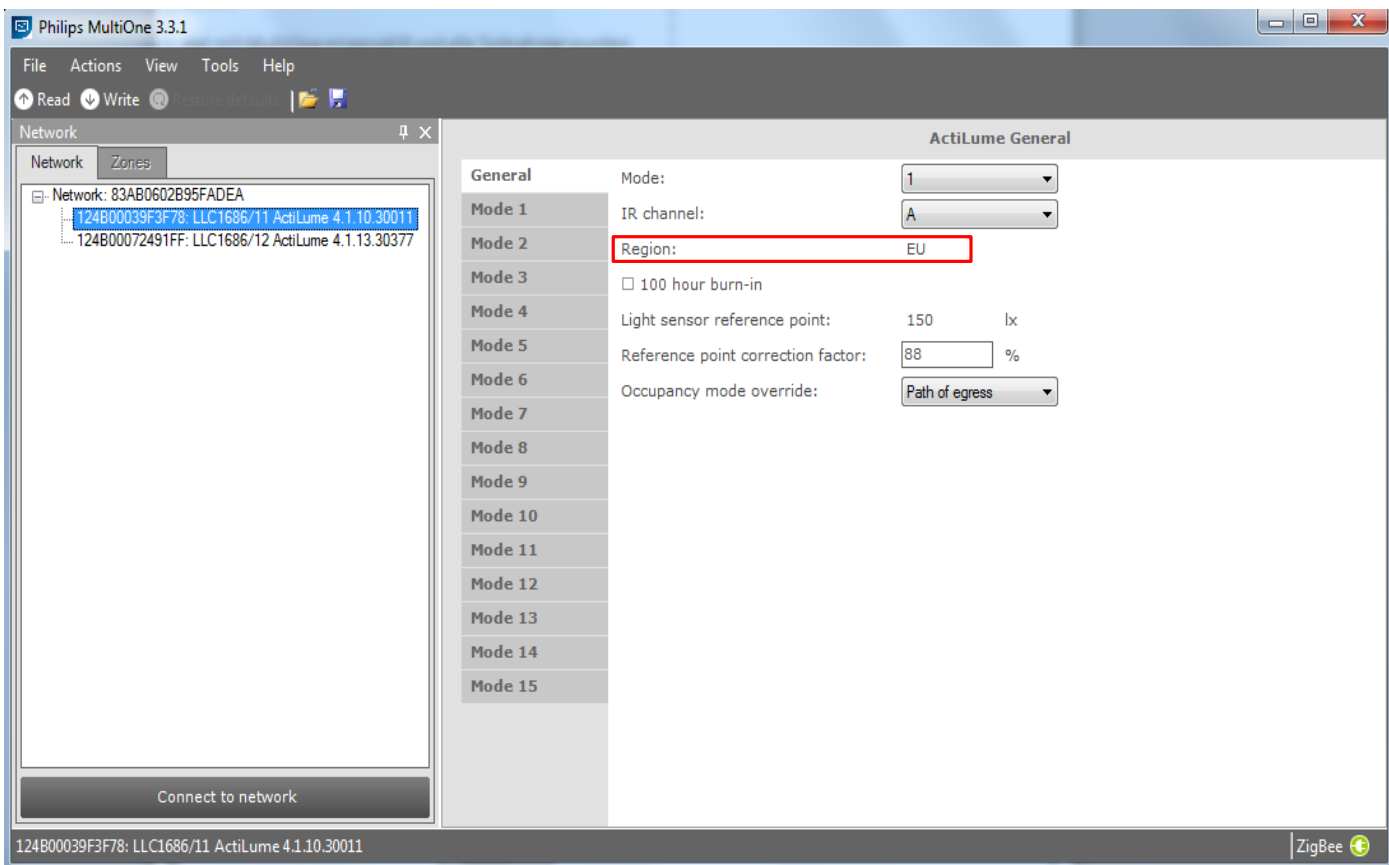 Philips MultiOne 3.3.1
File Actions View Tools Help
Read Write Restore defaults
Network
Network Zones
Network: 83AB0602B95FADEA
124B00039F3F78: LLC1686/11 ActiLume 4.1.10.30011
124B00072491FF: LLC1686/12 ActiLume 4.1.13.30377
Connect to network
ActiLume General
General
Mode 1
Mode 2
Mode 3
Mode 4
Mode 5
Mode 6
Mode 7
Mode 8
Mode 9
Mode 10
Mode 11
Mode 12
Mode 13
Mode 14
Mode 15
Mode: 1
IR channel: A
Region: EU
100 hour burn-in
Light sensor reference point: 150 lx
Reference point correction factor: 88 %
Occupancy mode override: Path of egress
124B00039F3F78: LLC1686/11 ActiLume 4.1.10.30011
ZigBee